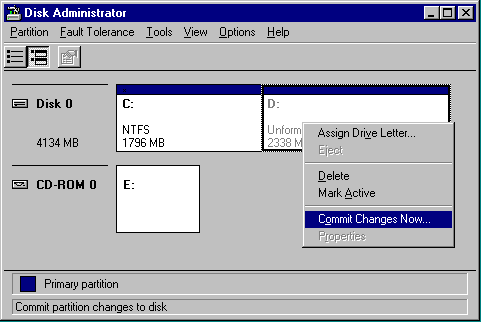 Disk Administrator
Partition Fault Tolerance Tools View Options Help
Disk 0
4134 MB
C:
NTFS
1796 MB
D:
Unform
2338 M
Assign Drive Letter...
Eject
Delete
Mark Active
Commit Changes Now...
Properties
CD-ROM 0
E:
Primary partition
Commit partition changes to disk